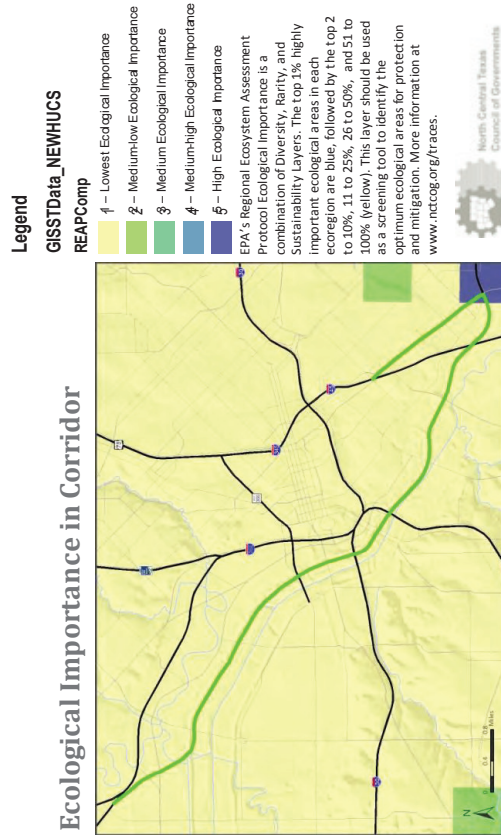 Ecological Importance in Corridor
Legend
GISSTData_NEWHUCS
REAPComp
1 – Lowest Ecological Importance
2 – Medium-low Ecological Importance
3 – Medium Ecological Importance
4 – Medium-high Ecological Importance
5 – High Ecological Importance
EPA's Regional Ecosystem Assessment
Protocol Ecological Importance is a
combination of Diversity, Rarity, and
Sustainability Layers. The top 1% highly
important ecological areas in each
ecoregion are blue, followed by the top 2
to 10%, 11 to 25%, 26 to 50%, and 51 to
100% (yellow). This layer should be used
as a screening tool to identify the
optimum ecological areas for protection
and mitigation. More information at
www.nctcog.org/traces.
North Central Texas
Council of Governments
N
0 0.4 0.8
Miles